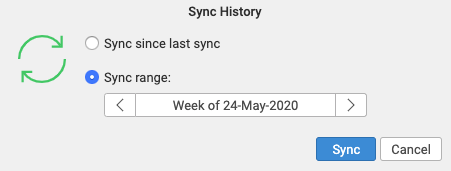 Sync History
Sync since last sync
Sync range:
Week of 24-May-2020
Sync Cancel